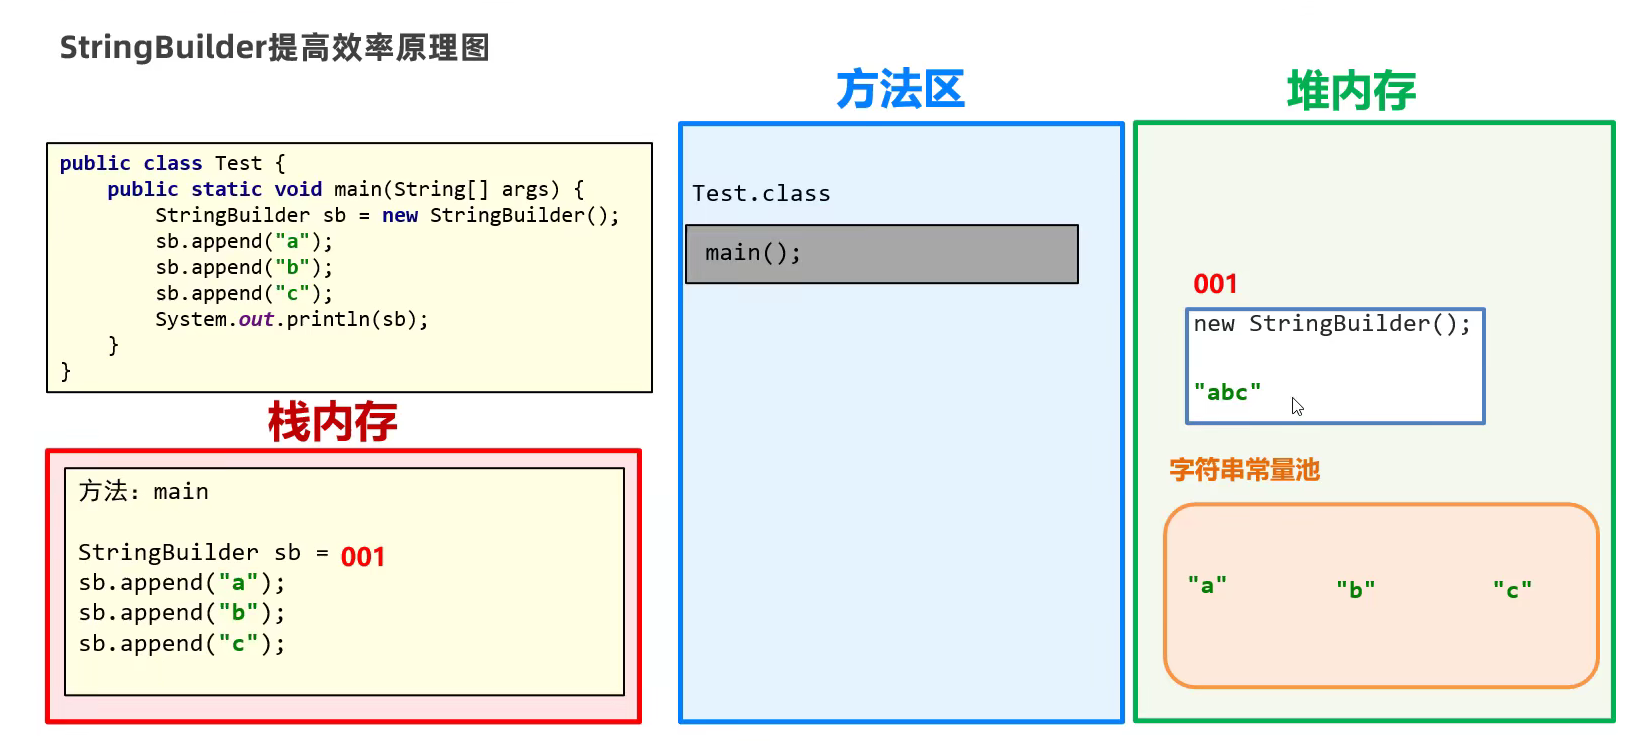 StringBuilder提高效率原理图
public class Test {
    public static void main(String[] args) {
        StringBuilder sb = new StringBuilder();
        sb.append("a");
        sb.append("b");
        sb.append("c");
        System.out.println(sb);
    }
}
栈内存
方法：main
StringBuilder sb = 001
sb.append("a");
sb.append("b");
sb.append("c");
方法区
Test.class
main();
堆内存
001
new StringBuilder();
"abc"
字符串常量池
"a" "b" "c"